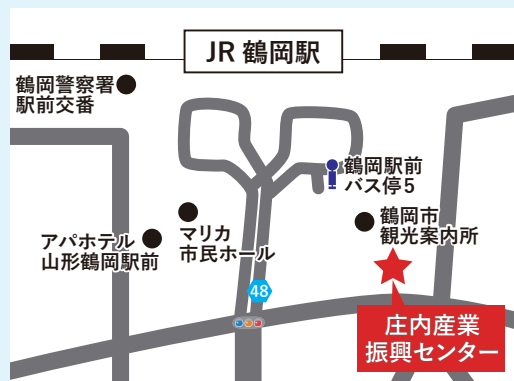 JR 鶴岡駅
鶴岡警察署
駅前交番
鶴岡駅前
バス停5
マリカ
市民ホール
鶴岡市
観光案内所
アパホテル
山形鶴岡駅前
48
庄内産業
振興センター